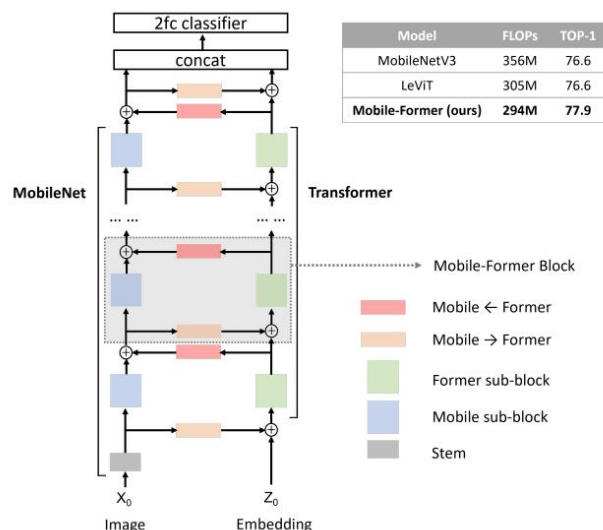 2fc classifier
concat
Model FLOPs TOP-1
MobileNetV3 356M 76.6
LeViT 305M 76.6
Mobile-Former (ours) 294M 77.9
MobileNet
Transformer
... ...
... ...
Mobile-Former Block
Mobile ← Former
Mobile → Former
Former sub-block
Mobile sub-block
Stem
X₀
Z₀
Image
Embedding